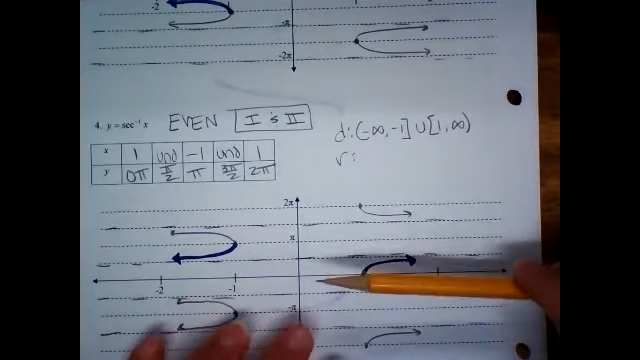 -2
-π
-2π
4. y = sec⁻¹ x EVEN I & II
d: (-∞, -1] ∪ [1, ∞)
r:
x 1 und -1 und 1
y 0π π/2 π 3π/2 2π
2π
π
-2 -1
-π